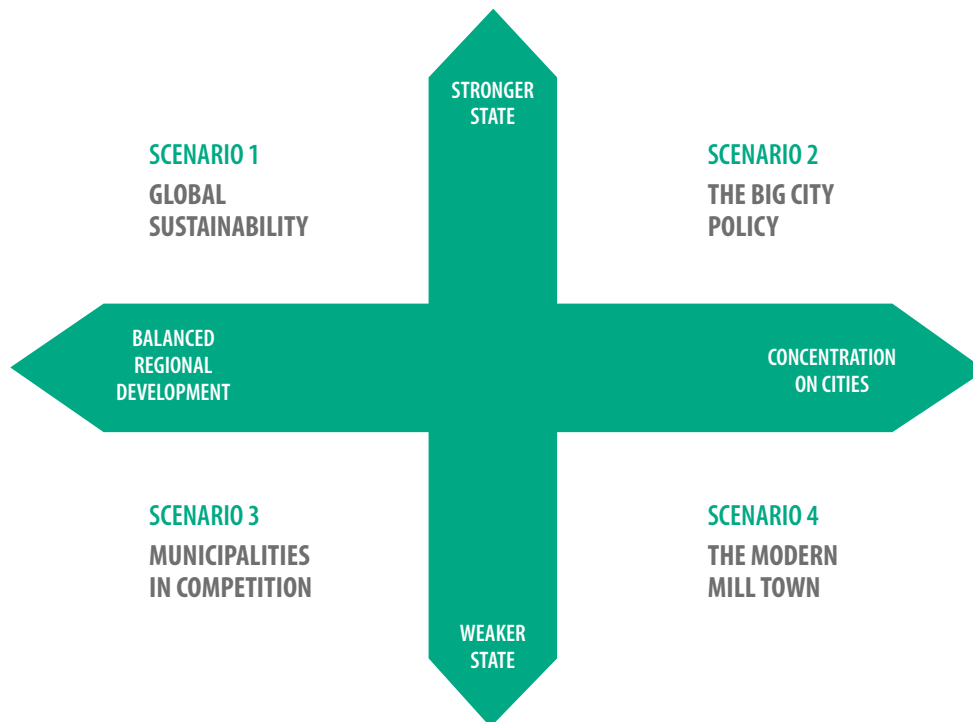 STRONGER
STATE
SCENARIO 1
GLOBAL
SUSTAINABILITY
SCENARIO 2
THE BIG CITY
POLICY
BALANCED
REGIONAL
DEVELOPMENT
CONCENTRATION
ON CITIES
SCENARIO 3
MUNICIPALITIES
IN COMPETITION
SCENARIO 4
THE MODERN
MILL TOWN
WEAKER
STATE